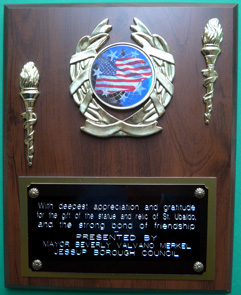 With deepest appreciation and gratitude
for the gift of the statue and relic of St. Ubaldo,
and the strong bond of friendship
PRESENTED BY
MAYOR BEVERLY VALVANO MERKEL
JESSUP BOROUGH COUNCIL